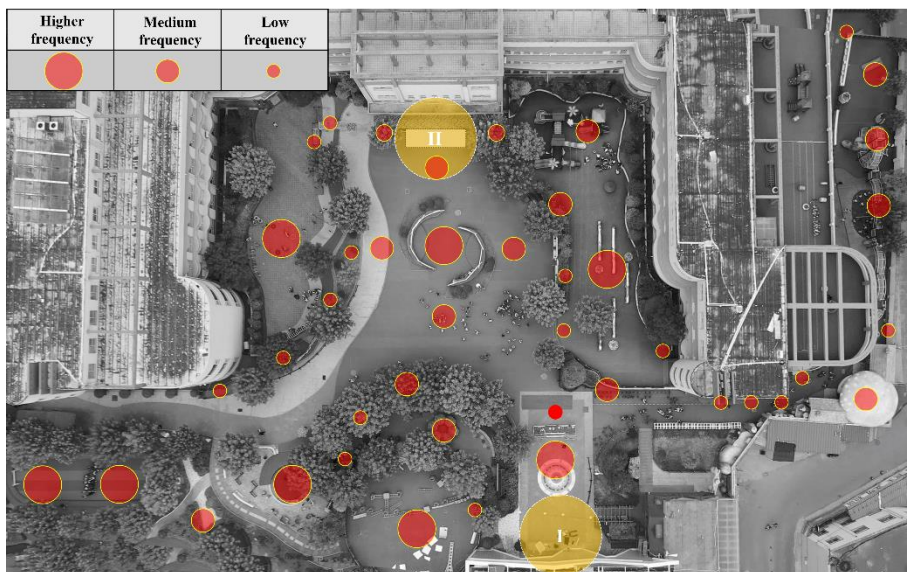 Higher
frequency
Medium
frequency
Low
frequency
II
I